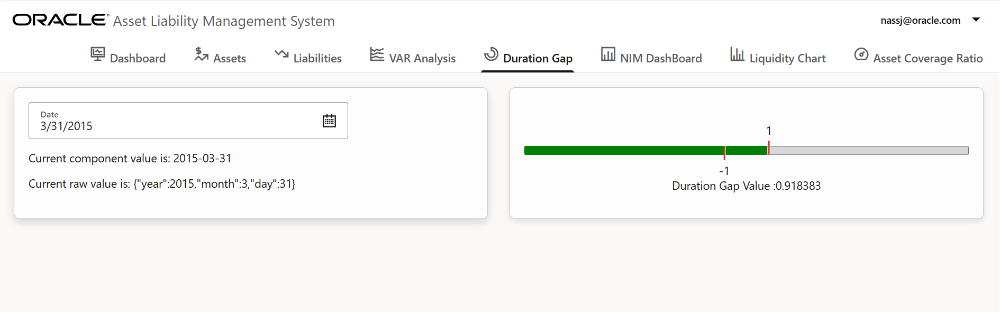 ORACLE® Asset Liability Management System
nassj@oracle.com
Dashboard
Assets
Liabilities
VAR Analysis
Duration Gap
NIM DashBoard
Liquidity Chart
Asset Coverage Ratio
Date
3/31/2015
Current component value is: 2015-03-31
Current raw value is: {"year":2015,"month":3,"day":31}
1
-1
Duration Gap Value :0.918383